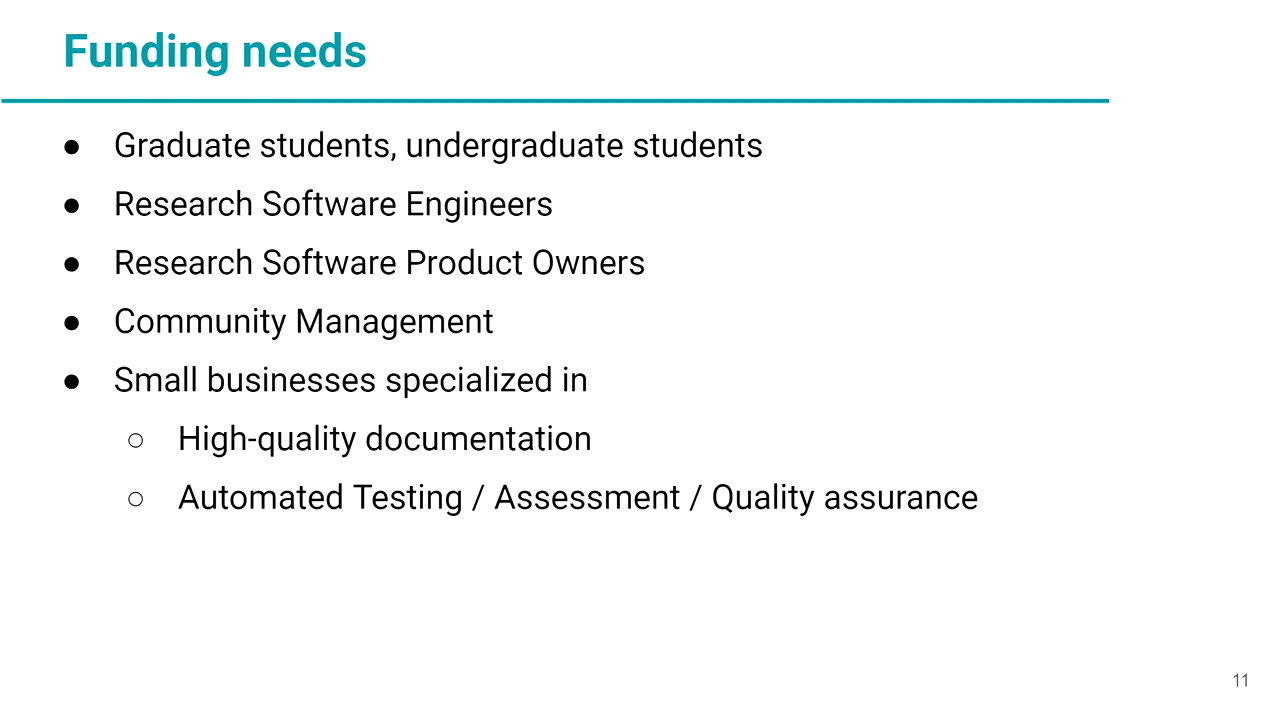 Funding needs
● Graduate students, undergraduate students
● Research Software Engineers
● Research Software Product Owners
● Community Management
● Small businesses specialized in
○ High-quality documentation
○ Automated Testing / Assessment / Quality assurance
11